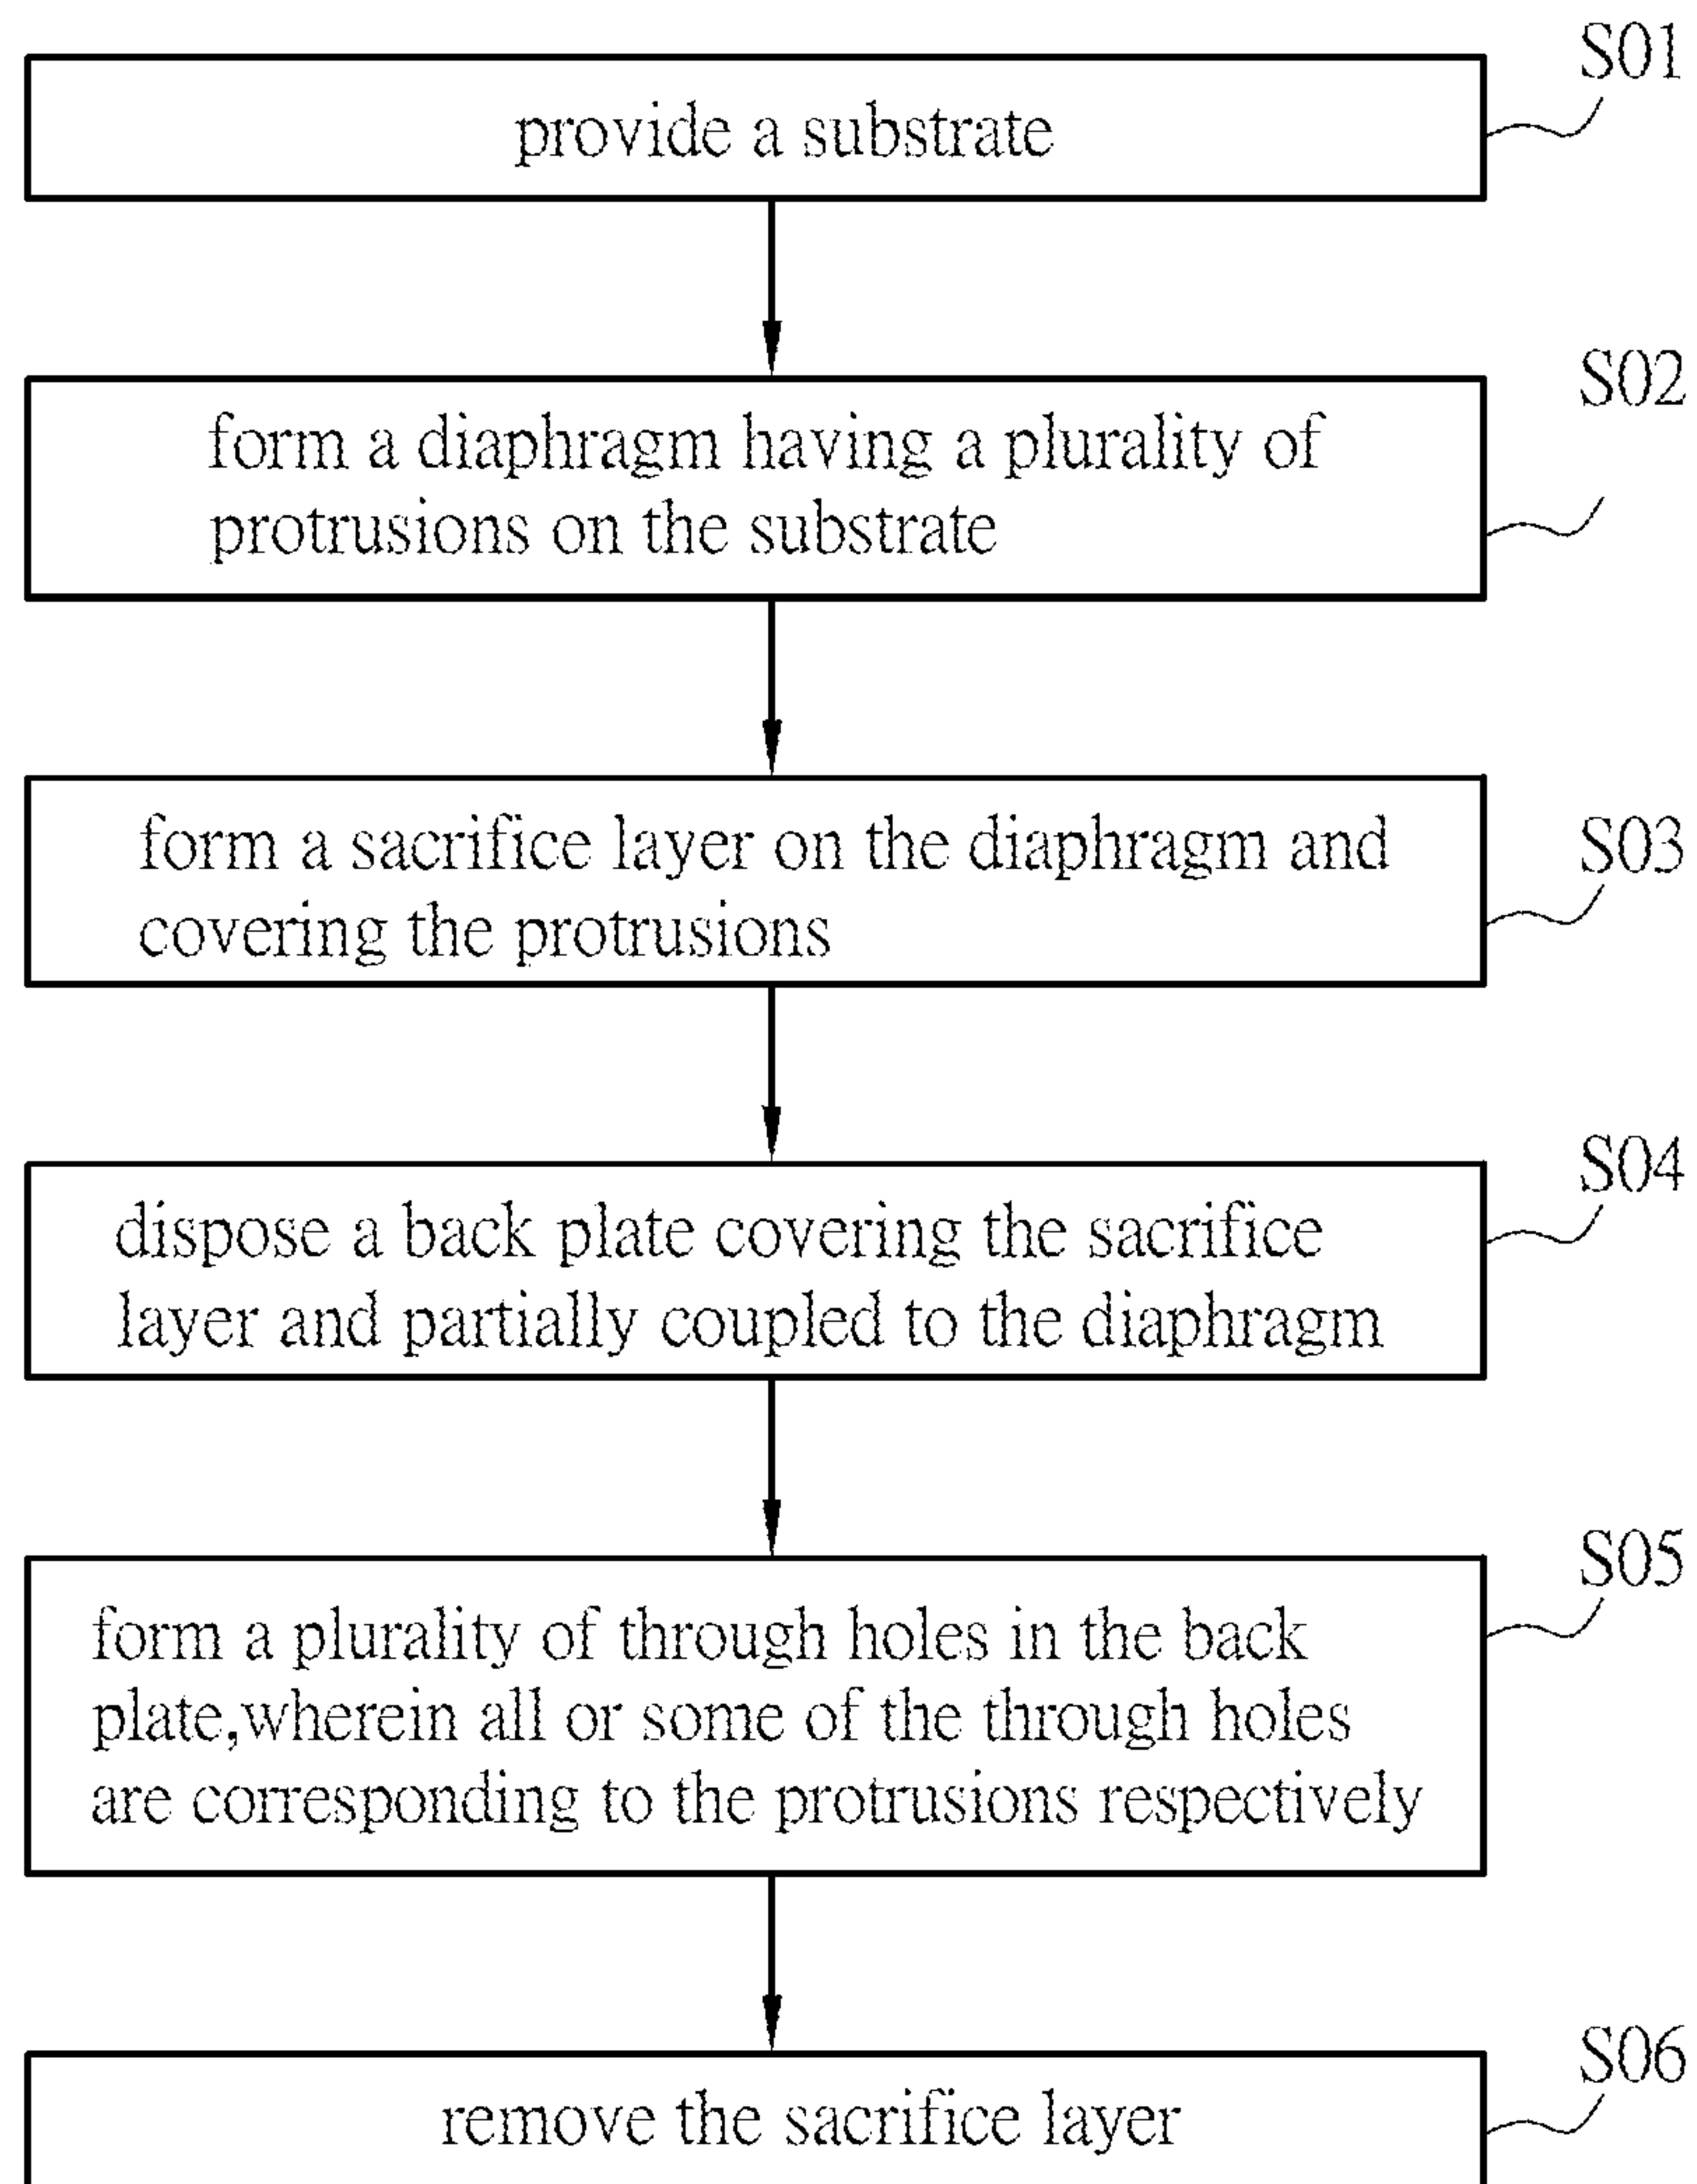 S01
provide a substrate
S02
form a diaphragm having a plurality of
protrusions on the substrate
S03
form a sacrifice layer on the diaphragm and
covering the protrusions
S04
dispose a back plate covering the sacrifice
layer and partially coupled to the diaphragm
S05
form a plurality of through holes in the back
plate,wherein all or some of the through holes
are corresponding to the protrusions respectively
S06
remove the sacrifice layer